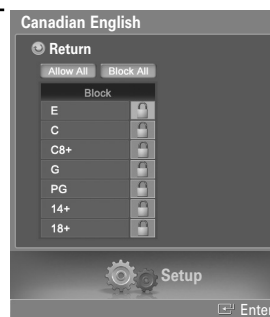 Canadian English
Return
Allow All Block All
Block
E
C
C8+
G
PG
14+
18+
Setup
Enter